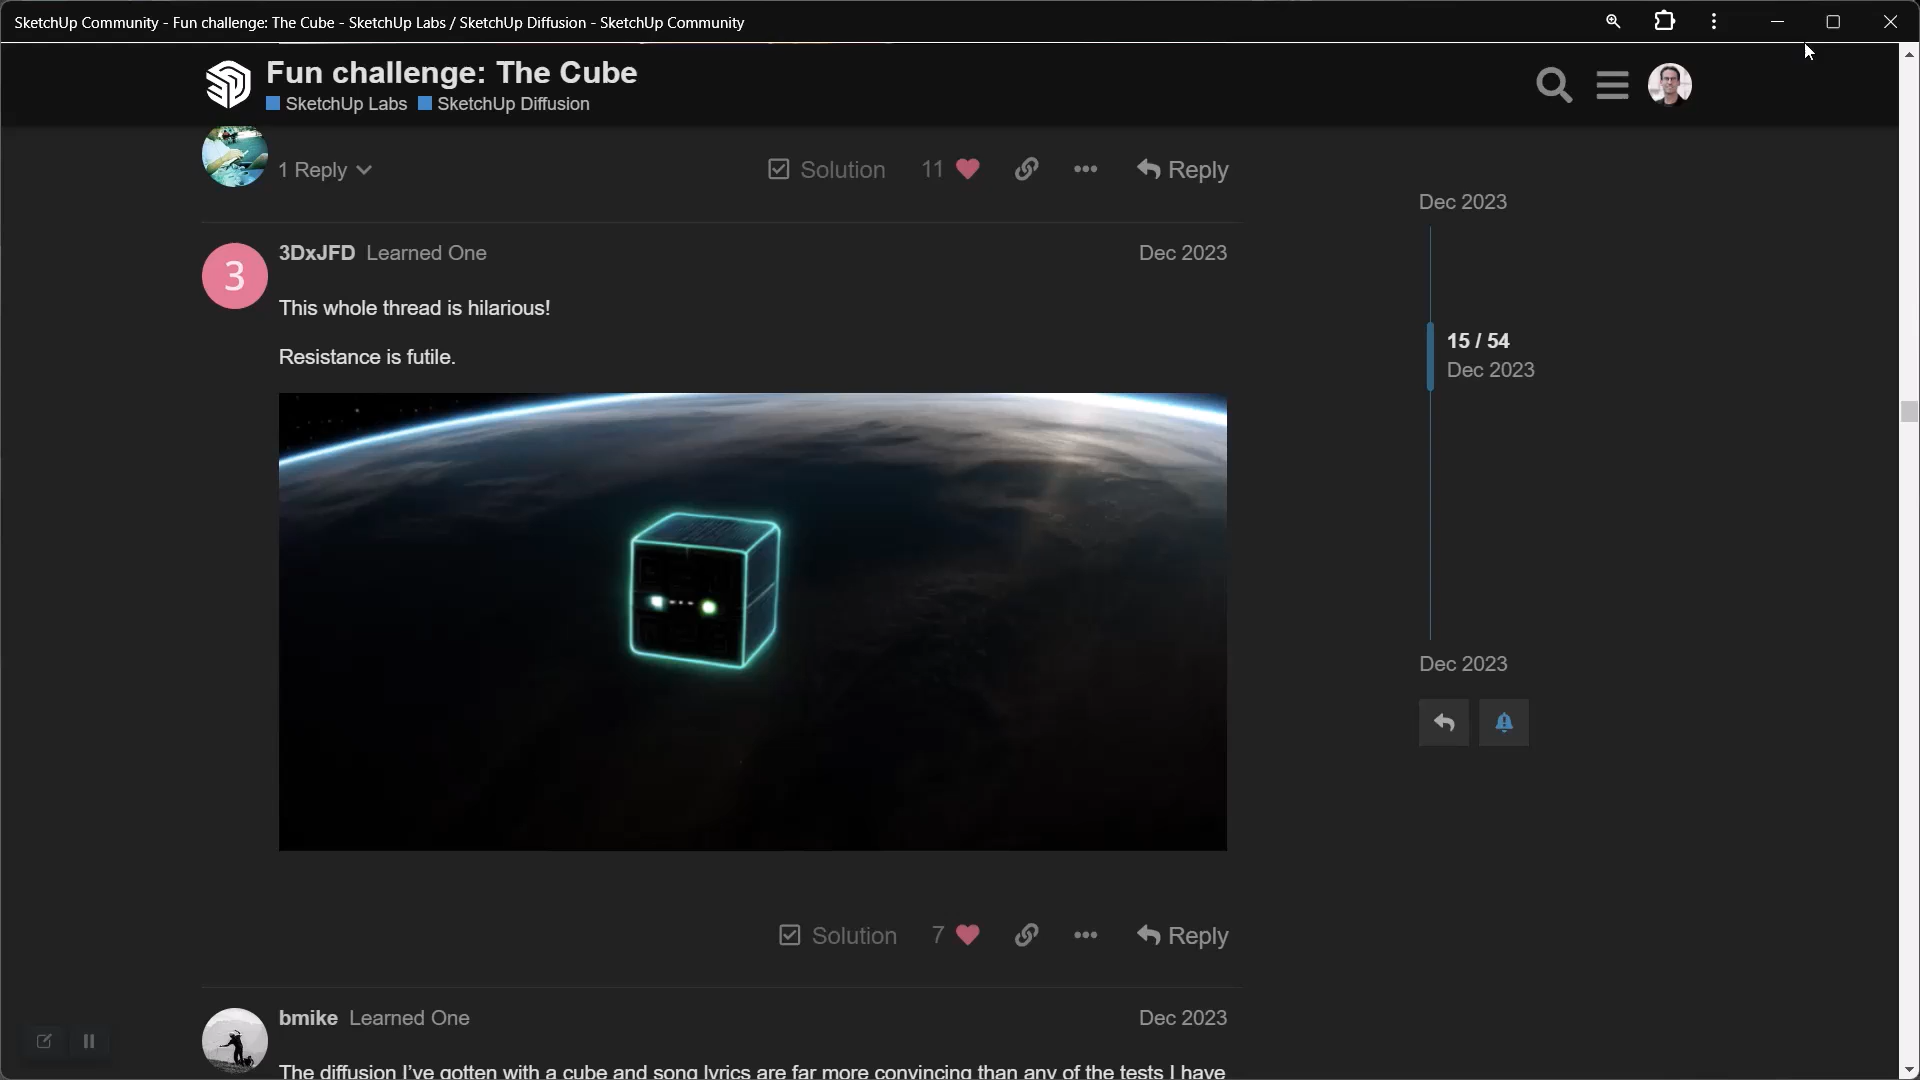 SketchUp Community - Fun challenge: The Cube - SketchUp Labs / SketchUp Diffusion - SketchUp Community
Fun challenge: The Cube
SketchUp Labs SketchUp Diffusion
1 Reply
Solution 11 Reply
Dec 2023
3DxJFD Learned One Dec 2023
3
This whole thread is hilarious!
15 / 54
Resistance is futile.
Dec 2023
Dec 2023
Solution 7 Reply
bmike Learned One Dec 2023
The diffusion I've gotten with a cube and song lyrics are far more convincing than any of the tests I have